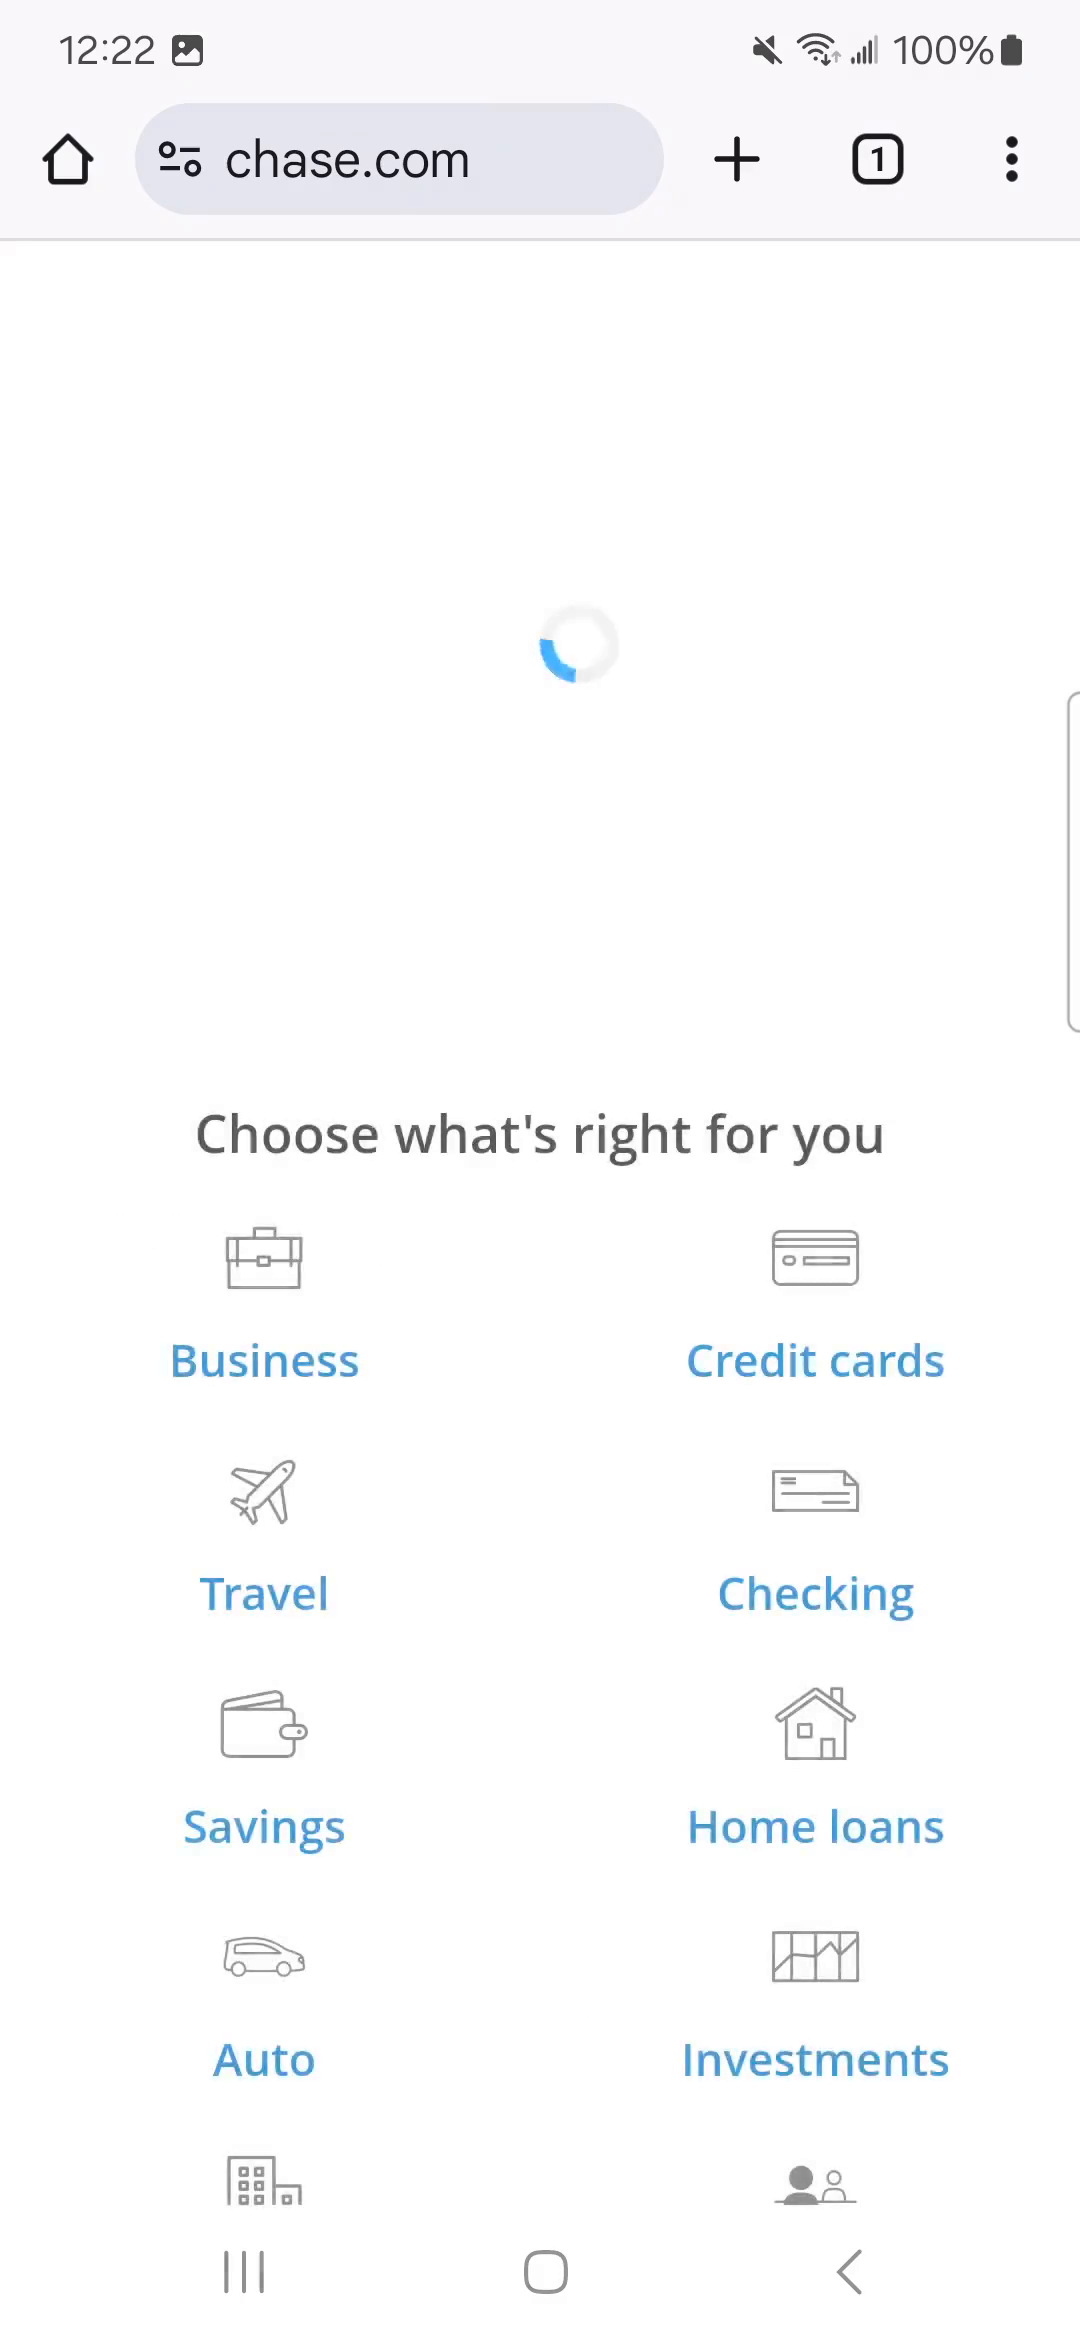 12:22
100%
chase.com
1
Choose what's right for you
Business
Credit cards
Travel
Checking
Savings
Home loans
Auto
Investments